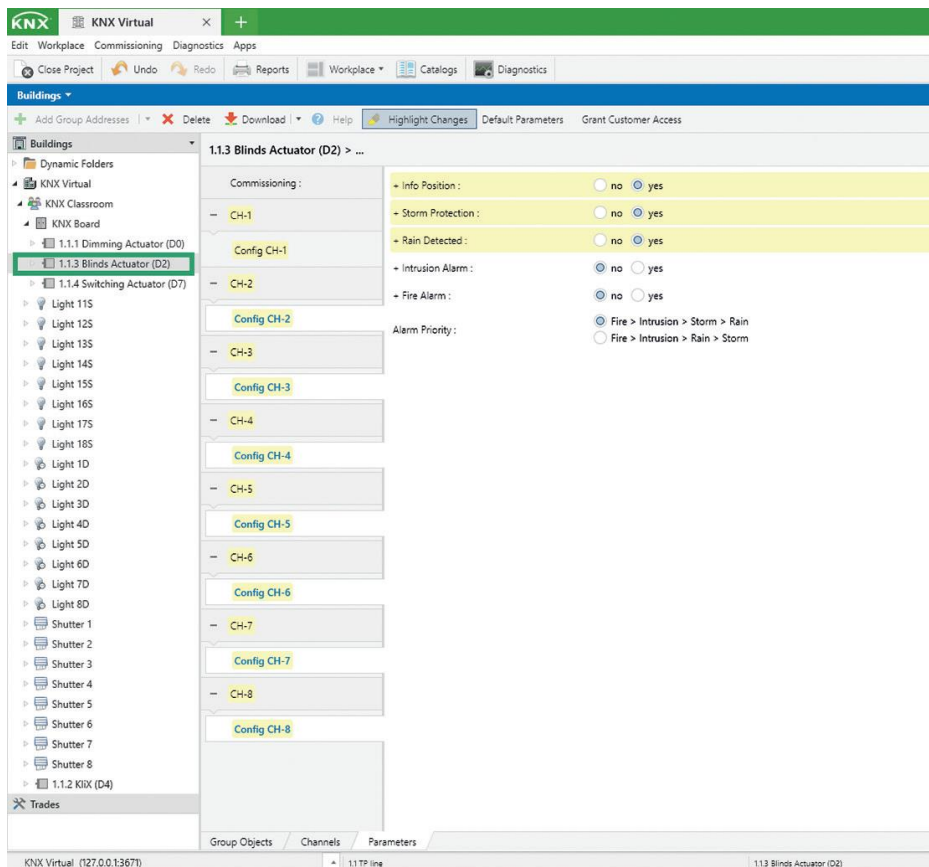 KNX KNX Virtual × +
Edit Workplace Commissioning Diagnostics Apps
Close Project Undo Redo Reports Workplace Catalogs Diagnostics
Buildings
Add Group Addresses Delete Download Help Highlight Changes Default Parameters Grant Customer Access
Buildings
Dynamic Folders
KNX Virtual
KNX Classroom
KNX Board
1.1.1 Dimming Actuator (D0)
1.1.3 Blinds Actuator (D2)
1.1.4 Switching Actuator (D7)
Light 11S
Light 12S
Light 13S
Light 14S
Light 15S
Light 16S
Light 17S
Light 18S
Light 1D
Light 2D
Light 3D
Light 4D
Light 5D
Light 6D
Light 7D
Light 8D
Shutter 1
Shutter 2
Shutter 3
Shutter 4
Shutter 5
Shutter 6
Shutter 7
Shutter 8
1.1.2 KliX (D4)
Trades
1.1.3 Blinds Actuator (D2) > ...
Commissioning :
– CH-1
Config CH-1
– CH-2
Config CH-2
– CH-3
Config CH-3
– CH-4
Config CH-4
– CH-5
Config CH-5
– CH-6
Config CH-6
– CH-7
Config CH-7
– CH-8
Config CH-8
+ Info Position : no yes
+ Storm Protection : no yes
+ Rain Detected : no yes
+ Intrusion Alarm : no yes
+ Fire Alarm : no yes
Alarm Priority : Fire > Intrusion > Storm > Rain
Fire > Intrusion > Rain > Storm
Group Objects Channels Parameters
KNX Virtual (127.0.0.1:3671) 1.1 TP line 1.1.3 Blinds Actuator (D2)